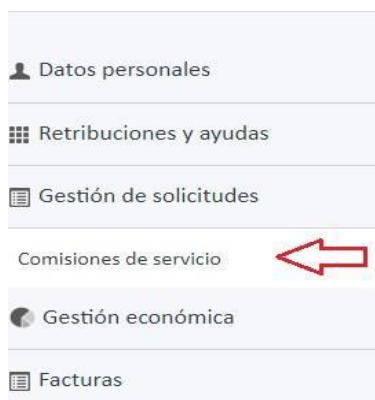 Datos personales
Retribuciones y ayudas
Gestión de solicitudes
Comisiones de servicio
Gestión económica
Facturas